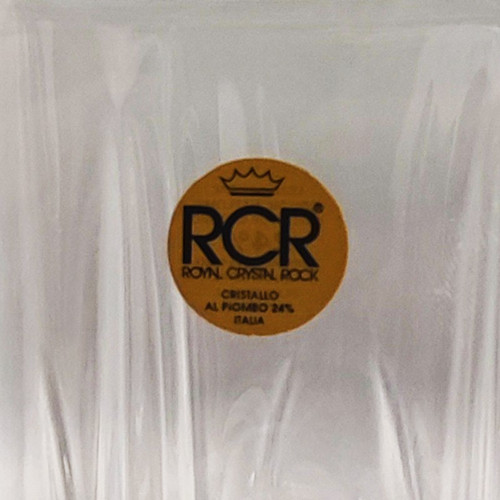 RCR®
ROYAL CRYSTAL ROCK
CRISTALLO
AL PIOMBO 24%
ITALIA